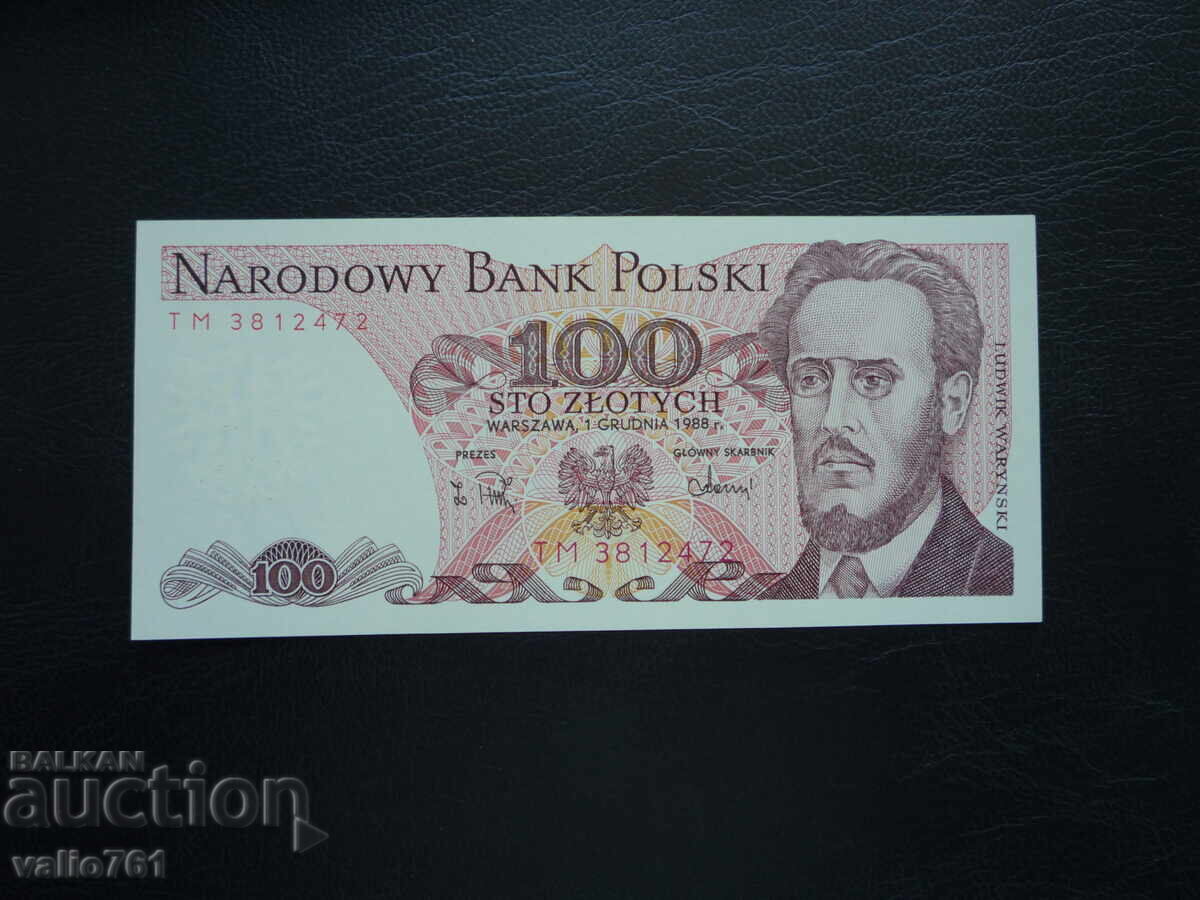 NARODOWY BANK POLSKI
TM 3812472
100
STO ZŁOTYCH
WARSZAWA, 1 GRUDNIA 1988 r.
PREZES GŁÓWNY SKARBNIK
TM 3812472
100
LUDWIK WARYŃSKI
BALKAN
auction
valio761